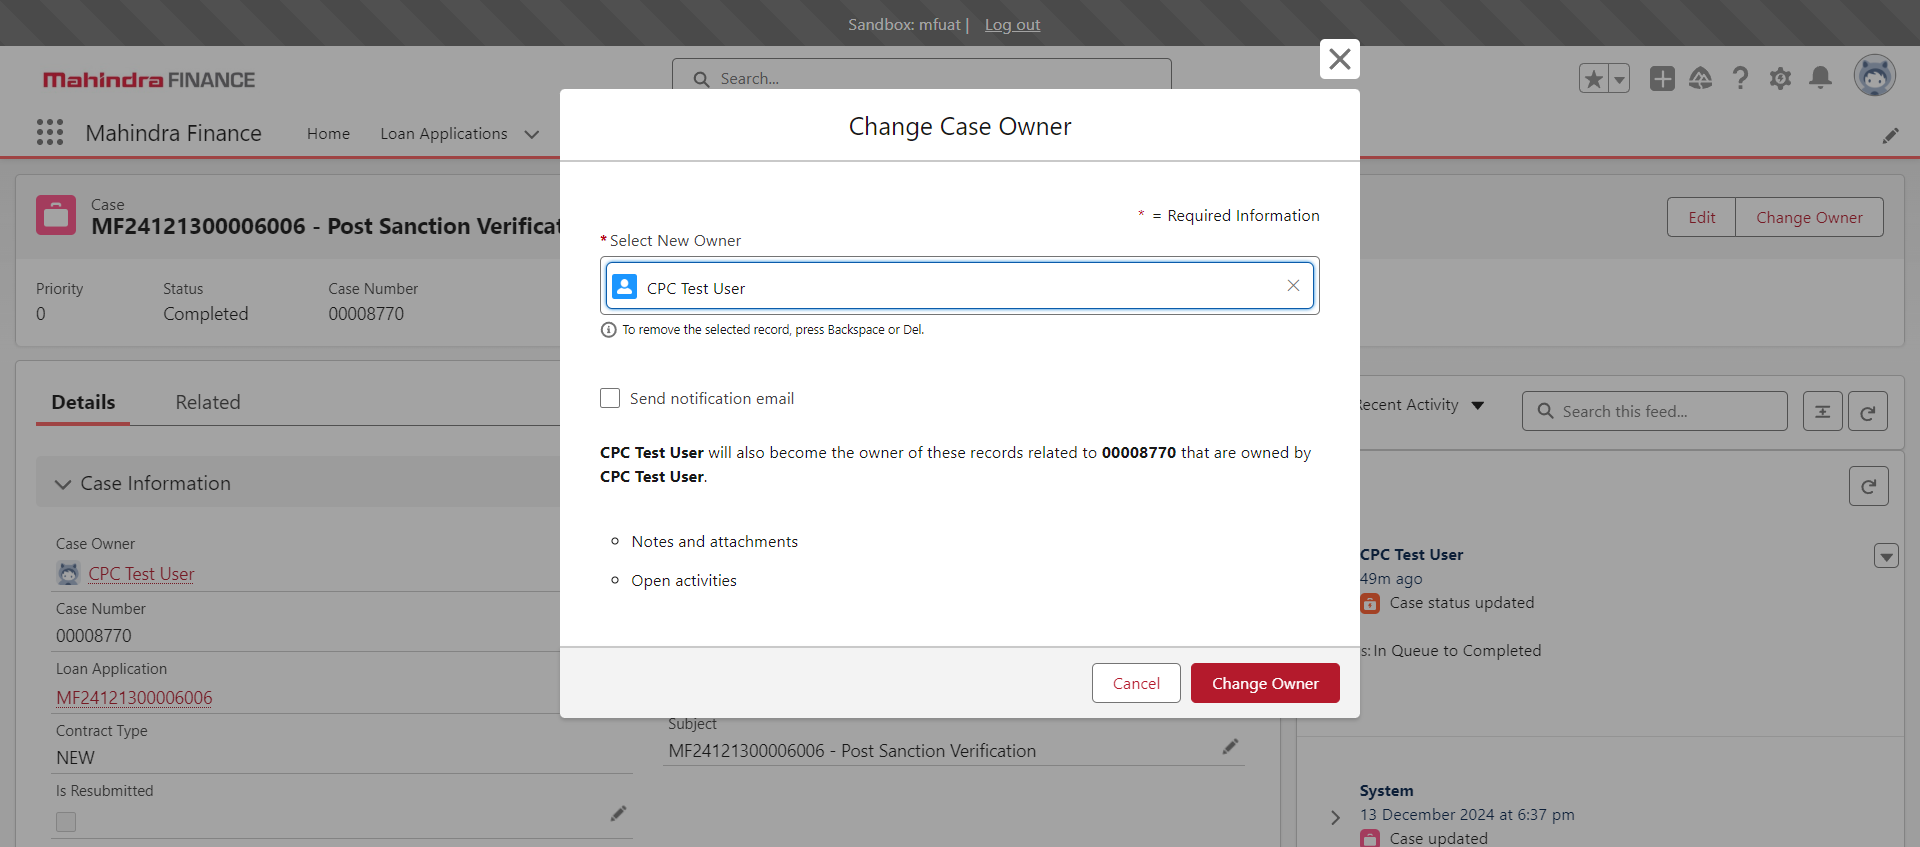 Sandbox: mfuat |   Log out
Mahindra FINANCE
Search...
Mahindra Finance
Home
Loan Applications
Change Case Owner
Case
MF24121300006006 - Post Sanction
Edit
Change Owner
Priority
0
Status
Completed
Case Number
00008770
* = Required Information
*Select New Owner
CPC Test User
To remove the selected record, press Backspace or Del.
Send notification email
CPC Test User will also become the owner of these records related to 00008770 that are owned by
CPC Test User.
Notes and attachments
Open activities
Cancel
Change Owner
Details
Related
Case Information
Case Owner
CPC Test User
Case Number
00008770
Loan Application
MF24121300006006
Contract Type
NEW
Is Resubmitted
Subject
MF24121300006006 - Post Sanction Verification
Activity
Search this feed...
CPC Test User
49m ago
Case status updated
In Queue to Completed
System
13 December 2024 at 6:37 pm
Case updated